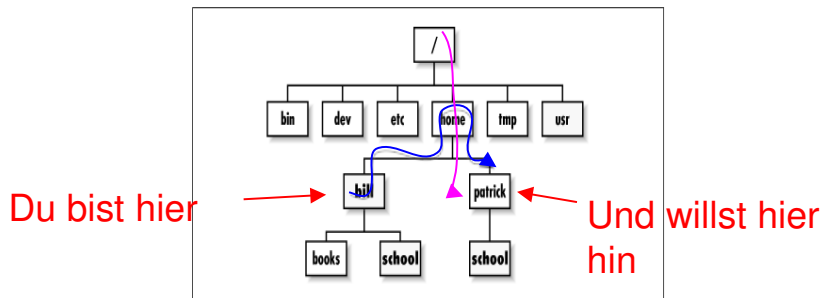 /
bin dev etc home tmp usr
Du bist hier
bill
patrick
Und willst hier
hin
books school school